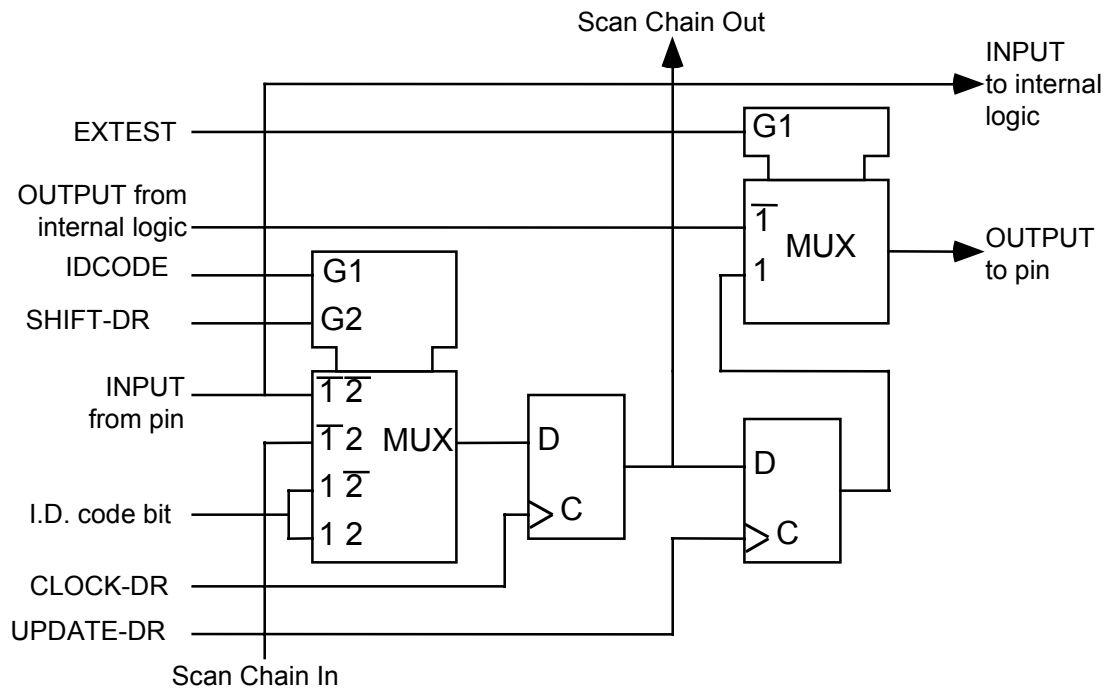 Scan Chain Out
INPUT
to internal
logic
EXTEST
G1
OUTPUT from
internal logic
1̅
MUX
1
OUTPUT
to pin
IDCODE
G1
SHIFT-DR
G2
INPUT
from pin
1̅ 2̅
1̅ 2
MUX
1 2̅
1 2
I.D. code bit
D
C
D
C
CLOCK-DR
UPDATE-DR
Scan Chain In